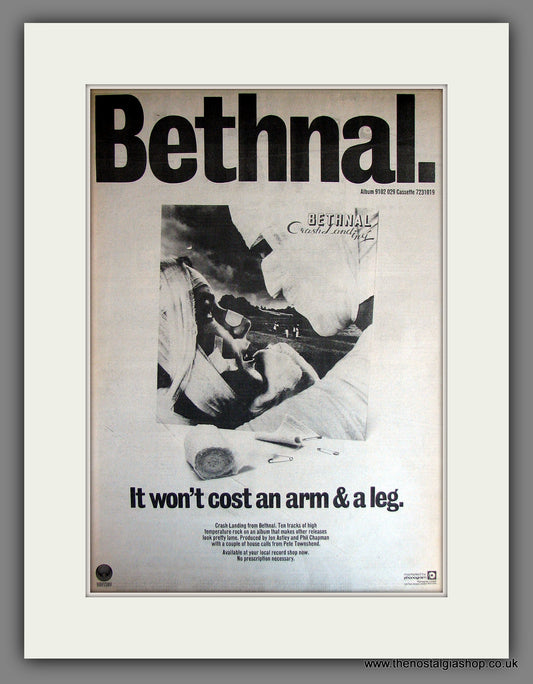 Bethnal.
Album 9102 029 Cassette 7231019
BETHNAL
Crash Landing
It won't cost an arm & a leg.
Crash Landing from Bethnal. Ten tracks of high
temperature rock on an album that makes other releases
look pretty lame. Produced by Jon Astley and Phil Chapman
with a couple of house calls from Pete Townshend.
Available at your local record shop now.
No prescription necessary.
phonogram
www.thenostalgiashop.co.uk